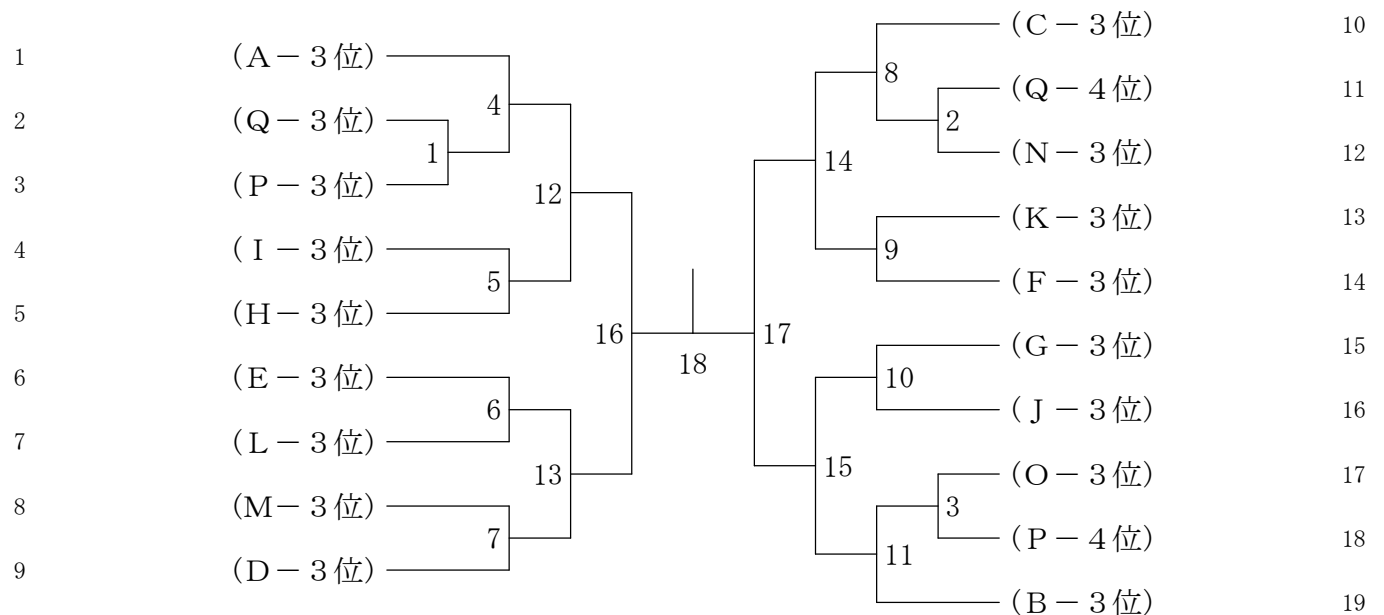 1 (A－3位)
2 (Q－3位)
3 (P－3位)
4 (I－3位)
5 (H－3位)
6 (E－3位)
7 (L－3位)
8 (M－3位)
9 (D－3位)
4
1
12
5
16
6
13
7
18
17
14
8
2
9
10
15
3
11
(C－3位) 10
(Q－4位) 11
(N－3位) 12
(K－3位) 13
(F－3位) 14
(G－3位) 15
(J－3位) 16
(O－3位) 17
(P－4位) 18
(B－3位) 19